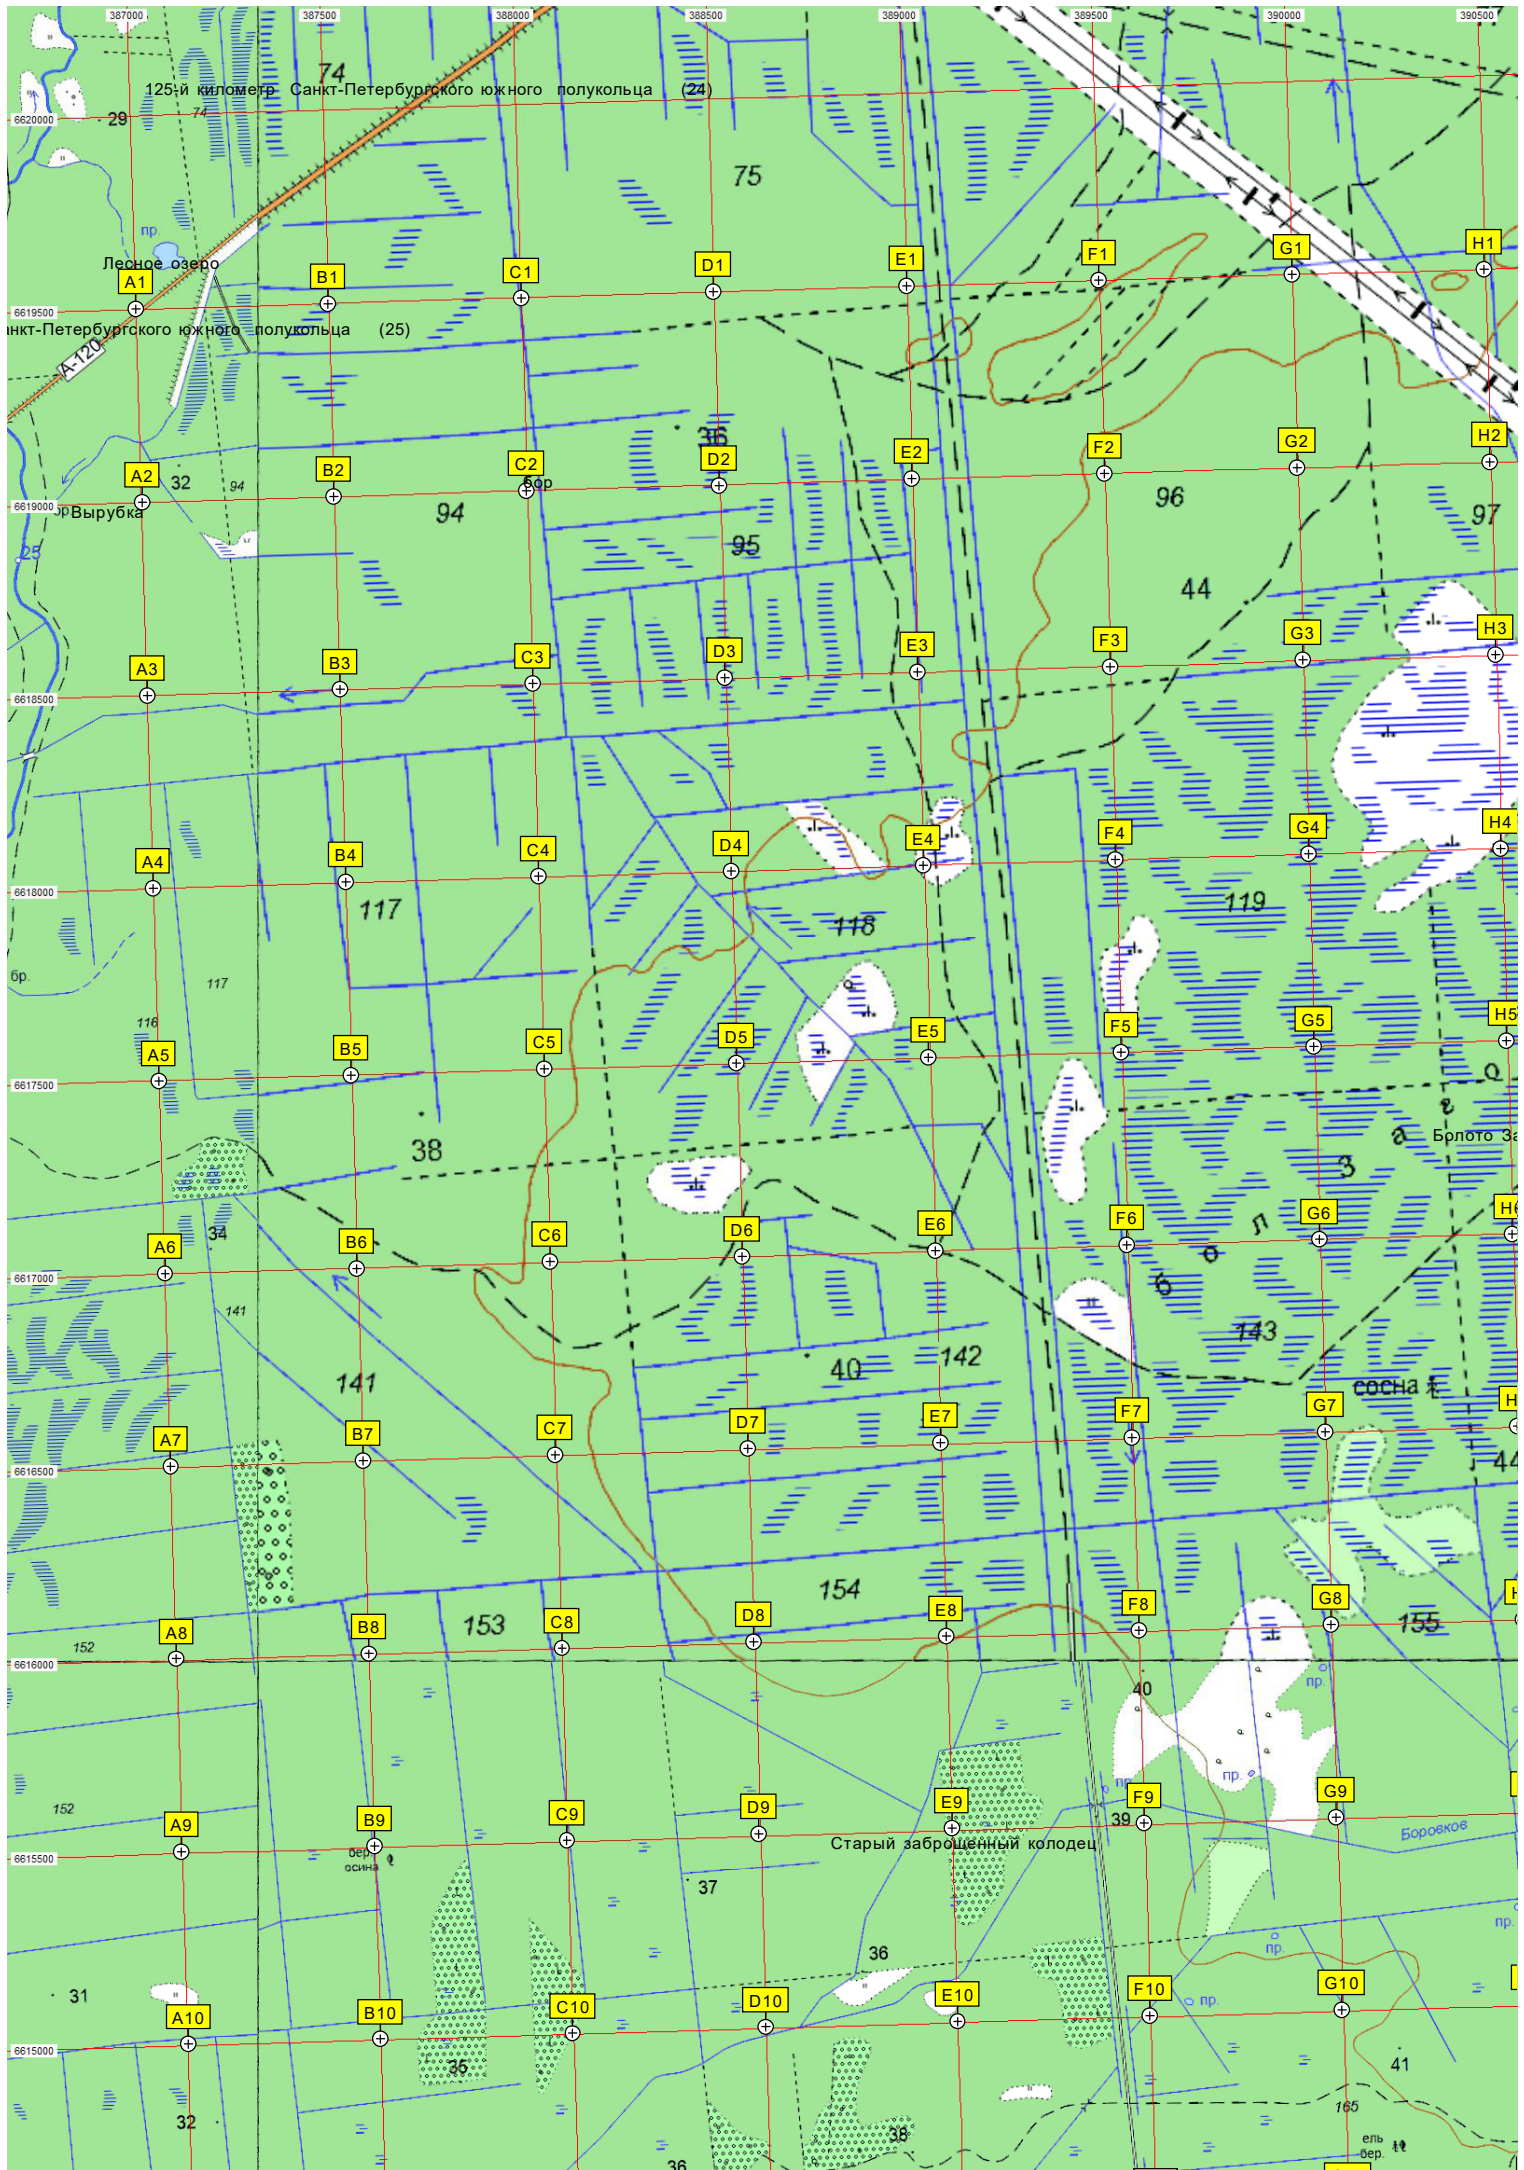 387000 387500 388000 388500 389000 389500 390000 390500
74
125-й километр Санкт-Петербургского южного полукольца (24)
74
6620000 29
75
пр.
Лесное озеро
A1 B1 C1 D1 E1 F1 G1 H1
6619500
анкт-Петербургского южного полукольца (25)
А-120
36
A2 B2 C2 D2 E2 F2 G2 H2
32 94 бор 96
6619000
Вырубка 94 97
25 95
44
A3 B3 C3 D3 E3 F3 G3 H3
6618500
A4 B4 C4 D4 E4 F4 G4 H4
6618000
117 118 119
бр.
117
116
A5 B5 C5 D5 E5 F5 G5 H5
6617500
38
Болото За
б о л З а г о
34
A6 B6 C6 D6 E6 F6 G6 H6
6617000
141
143
141 40 142
сосна
A7 B7 C7 D7 E7 F7 G7 H
6616500 44
154
A8 B8 C8 D8 E8 F8 G8 H
152 153 155
6616000
пр.
40
пр. пр.
152
A9 B9 C9 D9 E9 F9 G9
39
Боровков
Старый заброшенный колодец
6615500
бер.
осина
37
пр.
36 пр.
31
пр.
A10 B10 C10 D10 E10 F10 G10
6615000
35 41
32 165
38
ель
бер.
36